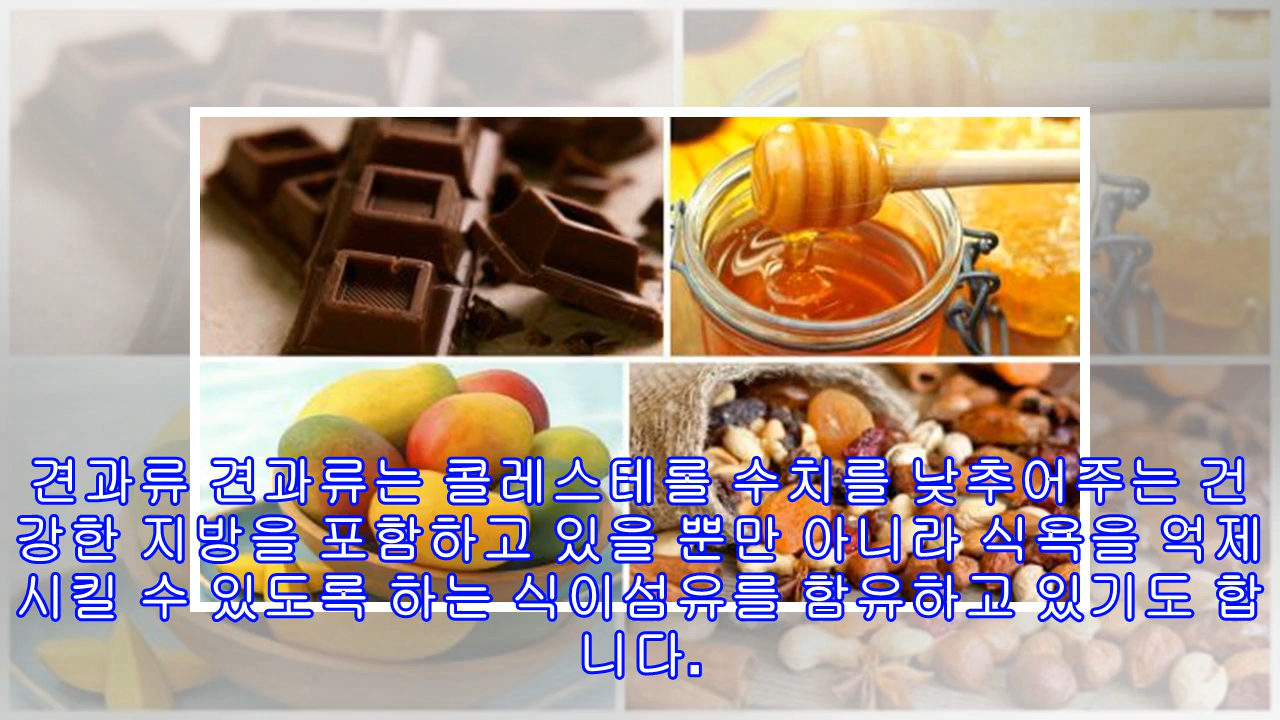 견과류 견과류는 콜레스테롤 수치를 낮추어주는 건
강한 지방을 포함하고 있을 뿐만 아니라 식욕을 억제
시킬 수 있도록 하는 식이섬유를 함유하고 있기도 합
니다.